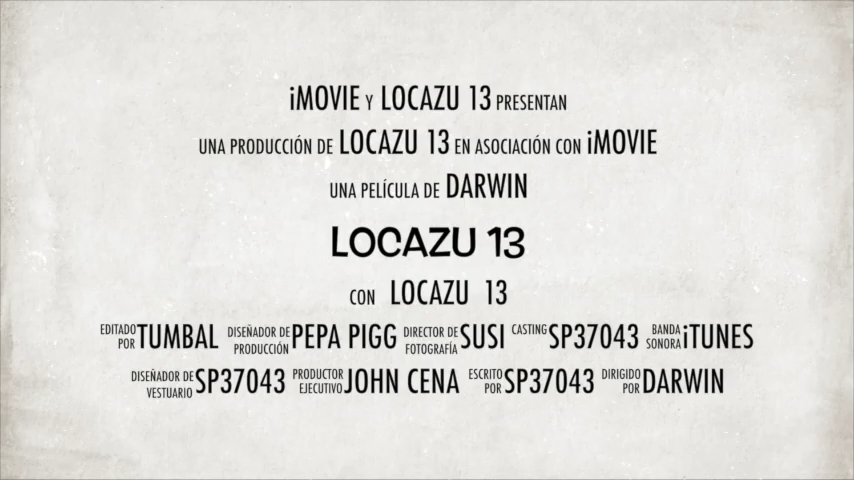 iMOVIE Y LOCAZU 13 PRESENTAN
UNA PRODUCCIÓN DE LOCAZU 13 EN ASOCIACIÓN CON iMOVIE
UNA PELÍCULA DE DARWIN
LOCAZU 13
CON LOCAZU 13
EDITADO POR TUMBAL DISEÑADOR DE PRODUCCIÓN PEPA PIGG DIRECTOR DE FOTOGRAFÍA SUSI CASTING SP37043 BANDA SONORA iTUNES
DISEÑADOR DE VESTUARIO SP37043 PRODUCTOR EJECUTIVO JOHN CENA ESCRITO POR SP37043 DIRIGIDO POR DARWIN